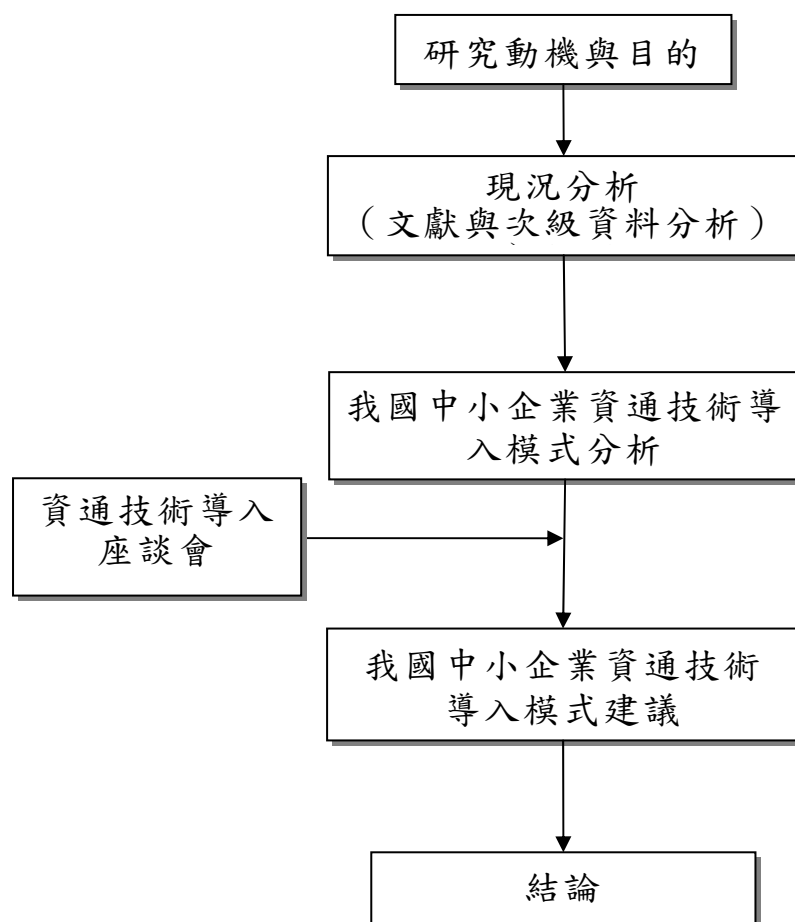 研究動機與目的
現況分析
（文獻與次級資料分析）
我國中小企業資通技術導
入模式分析
資通技術導入
座談會
我國中小企業資通技術
導入模式建議
結論